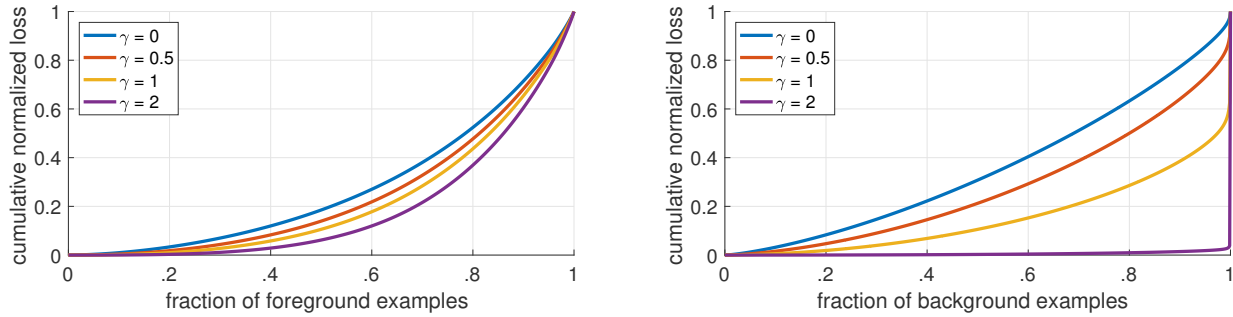 cumulative normalized loss
1
0.8
0.6
0.4
0.2
0
γ = 0
γ = 0.5
γ = 1
γ = 2
0 .2 .4 .6 .8 1
fraction of foreground examples
cumulative normalized loss
1
0.8
0.6
0.4
0.2
0
γ = 0
γ = 0.5
γ = 1
γ = 2
0 .2 .4 .6 .8 1
fraction of background examples